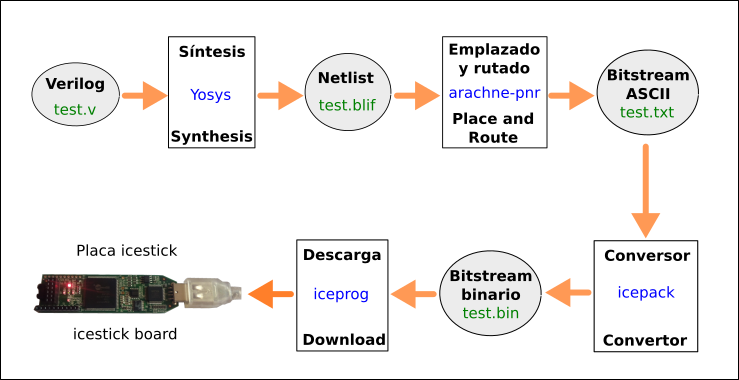 Verilog
test.v
Síntesis
Yosys
Synthesis
Netlist
test.blif
Emplazado
y rutado
arachne-pnr
Place and
Route
Bitstream
ASCII
test.txt
Conversor
icepack
Convertor
Bitstream
binario
test.bin
Descarga
iceprog
Download
Placa icestick
icestick board